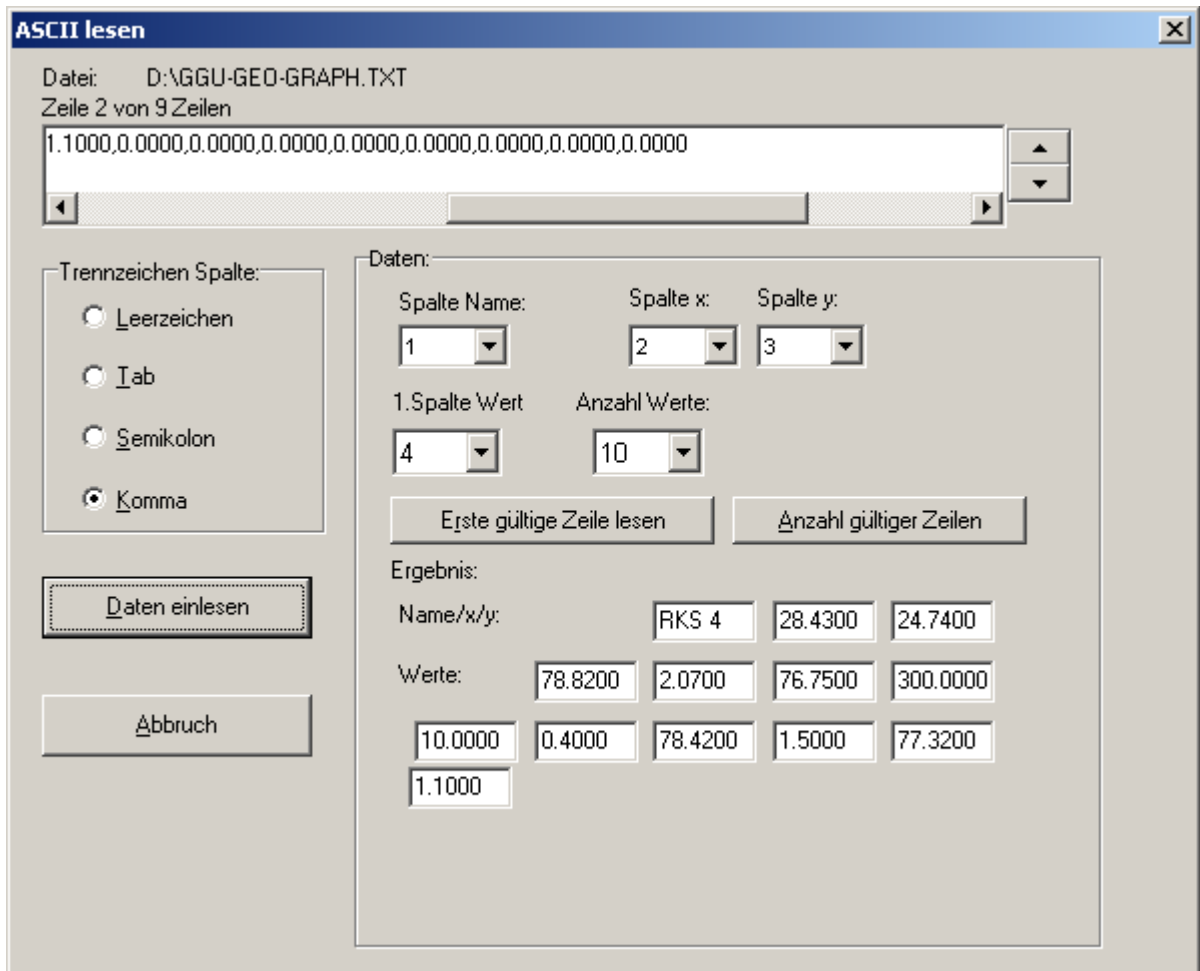 ASCII lesen
Datei: D:\GGU-GEO-GRAPH.TXT
Zeile 2 von 9 Zeilen
1.1000,0.0000,0.0000,0.0000,0.0000,0.0000,0.0000,0.0000,0.0000
Trennzeichen Spalte:
Leerzeichen
Tab
Semikolon
Komma
Daten einlesen
Abbruch
Daten:
Spalte Name: Spalte x: Spalte y:
1 2 3
1.Spalte Wert Anzahl Werte:
4 10
Erste gültige Zeile lesen Anzahl gültiger Zeilen
Ergebnis:
Name/x/y: RKS 4 28.4300 24.7400
Werte: 78.8200 2.0700 76.7500 300.0000
10.0000 0.4000 78.4200 1.5000 77.3200
1.1000